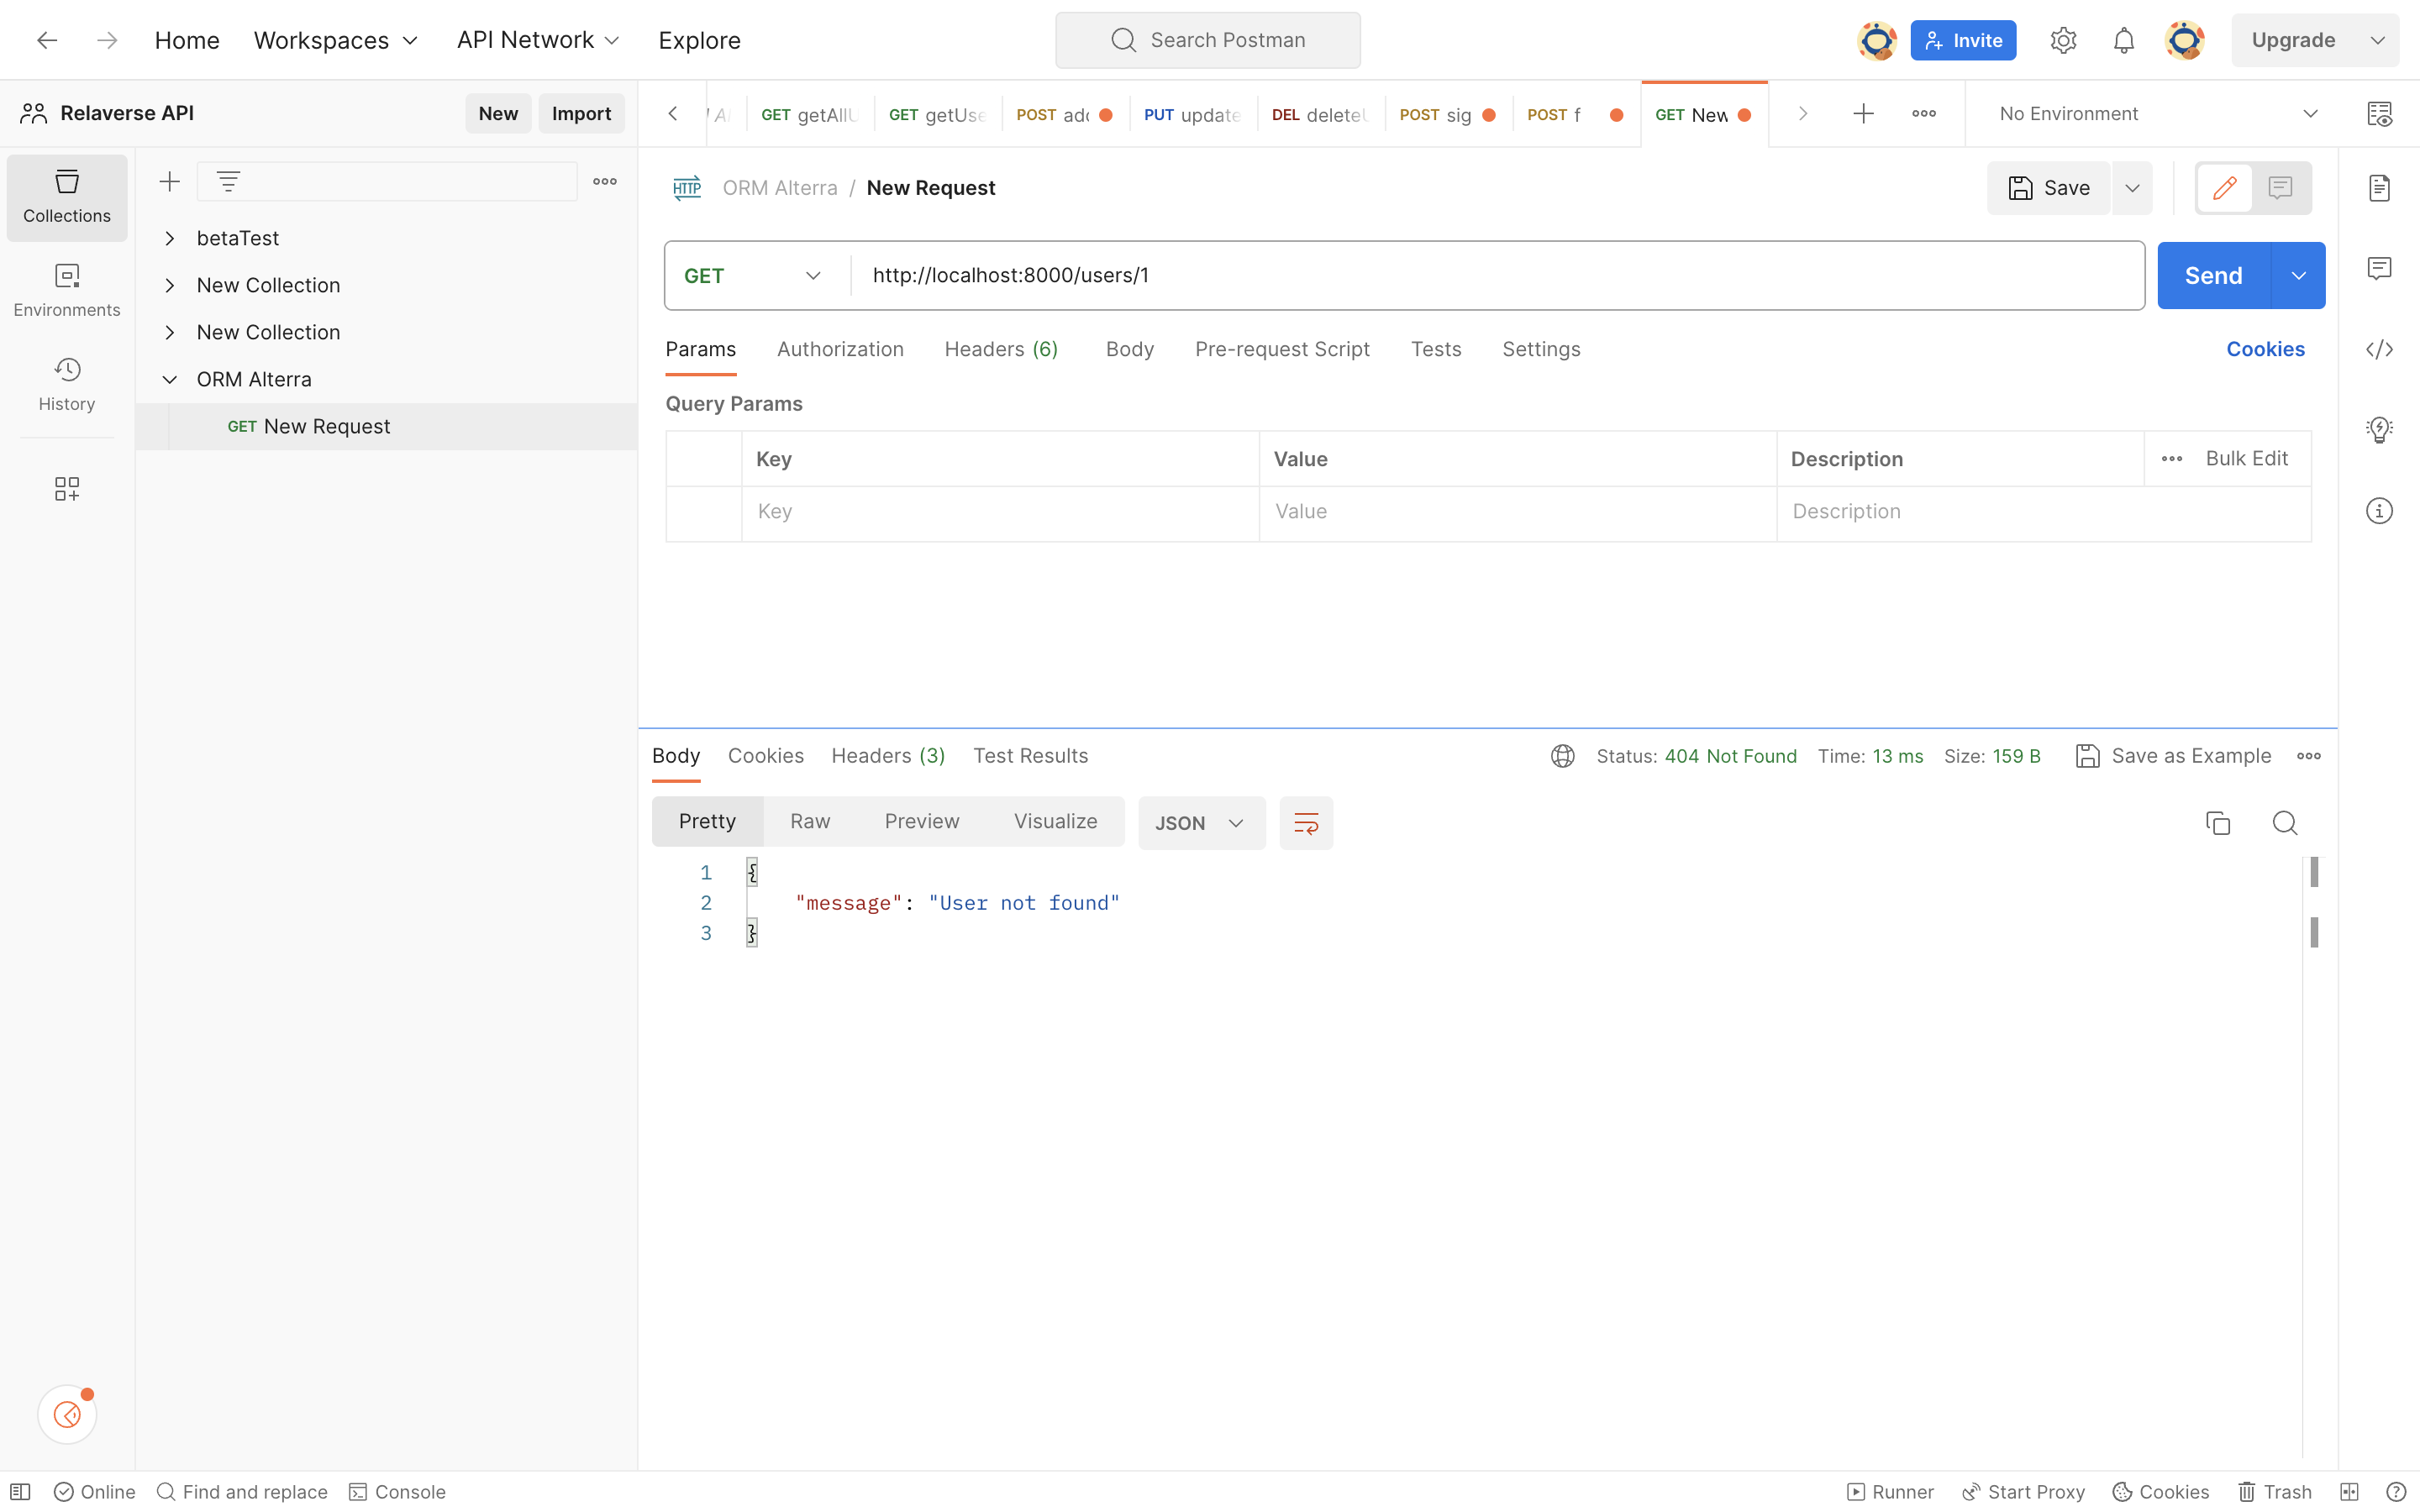 Home Workspaces API Network Explore Search Postman Invite Upgrade
Relaverse API New Import
GET getAllU GET getUse POST add PUT update DEL deleteU POST sig POST f GET New No Environment
Collections
Environments
History
betaTest
New Collection
New Collection
ORM Alterra
GET New Request
HTTP ORM Alterra / New Request Save
GET http://localhost:8000/users/1 Send
Params Authorization Headers (6) Body Pre-request Script Tests Settings Cookies
Query Params
Key Value Description ••• Bulk Edit
Key Value Description
Body Cookies Headers (3) Test Results Status: 404 Not Found Time: 13 ms Size: 159 B Save as Example
Pretty Raw Preview Visualize JSON
1 {
2 "message": "User not found"
3 }
Online Find and replace Console Runner Start Proxy Cookies Trash